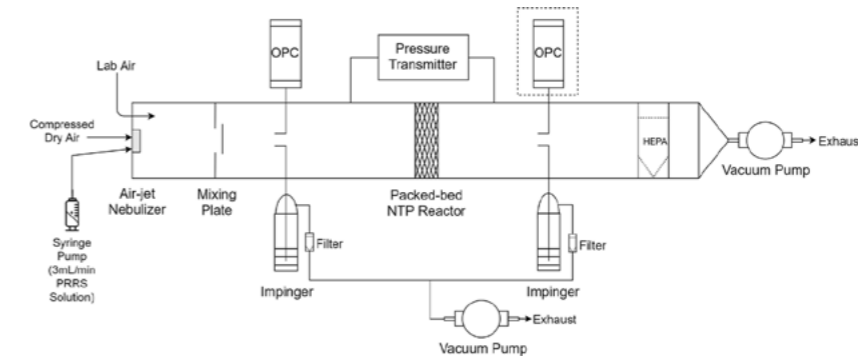 OPC
Pressure
Transmitter
OPC
Lab Air
Compressed
Dry Air
HEPA
Exhaus
Vacuum Pump
Air-jet
Nebulizer
Mixing
Plate
Packed-bed
NTP Reactor
Syringe
Pump
(3mL/min
PRRS
Solution)
Filter
Filter
Impinger
Impinger
Exhaust
Vacuum Pump